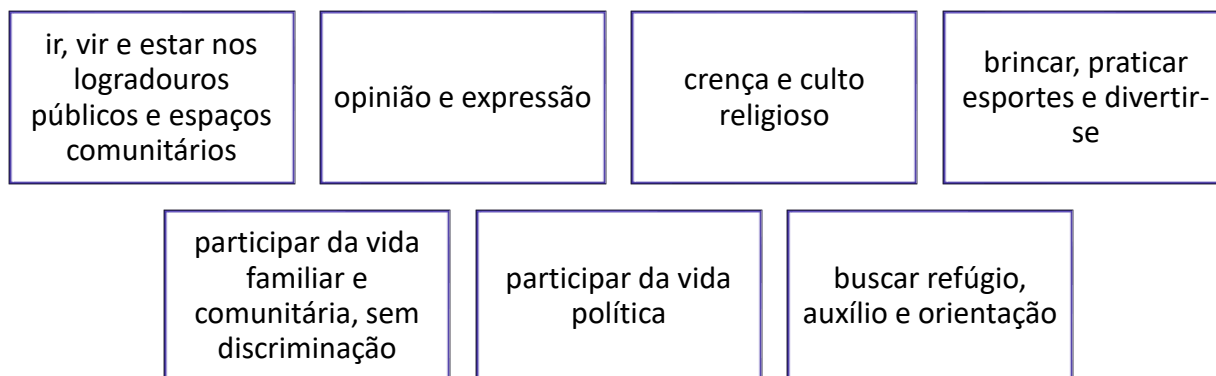 ir, vir e estar nos
logradouros
públicos e espaços
comunitários
opinião e expressão
crença e culto
religioso
brincar, praticar
esportes e divertir-
se
participar da vida
familiar e
comunitária, sem
discriminação
participar da vida
política
buscar refúgio,
auxílio e orientação